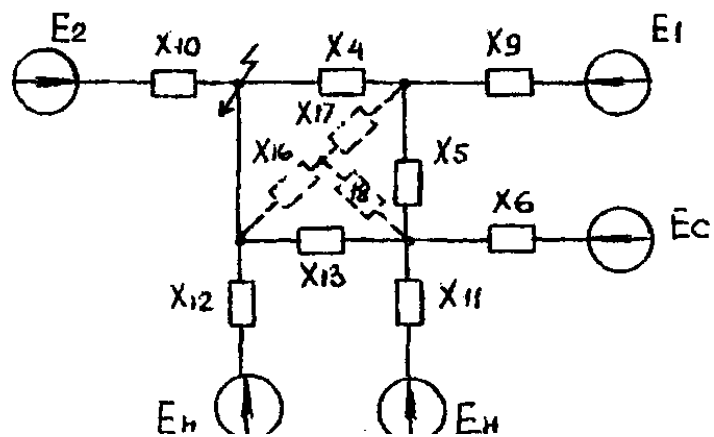 E2 X10 X4 X9 E1
X17
X16 X5
18 X6 Ec
X13
X12 X11
Eн Eн